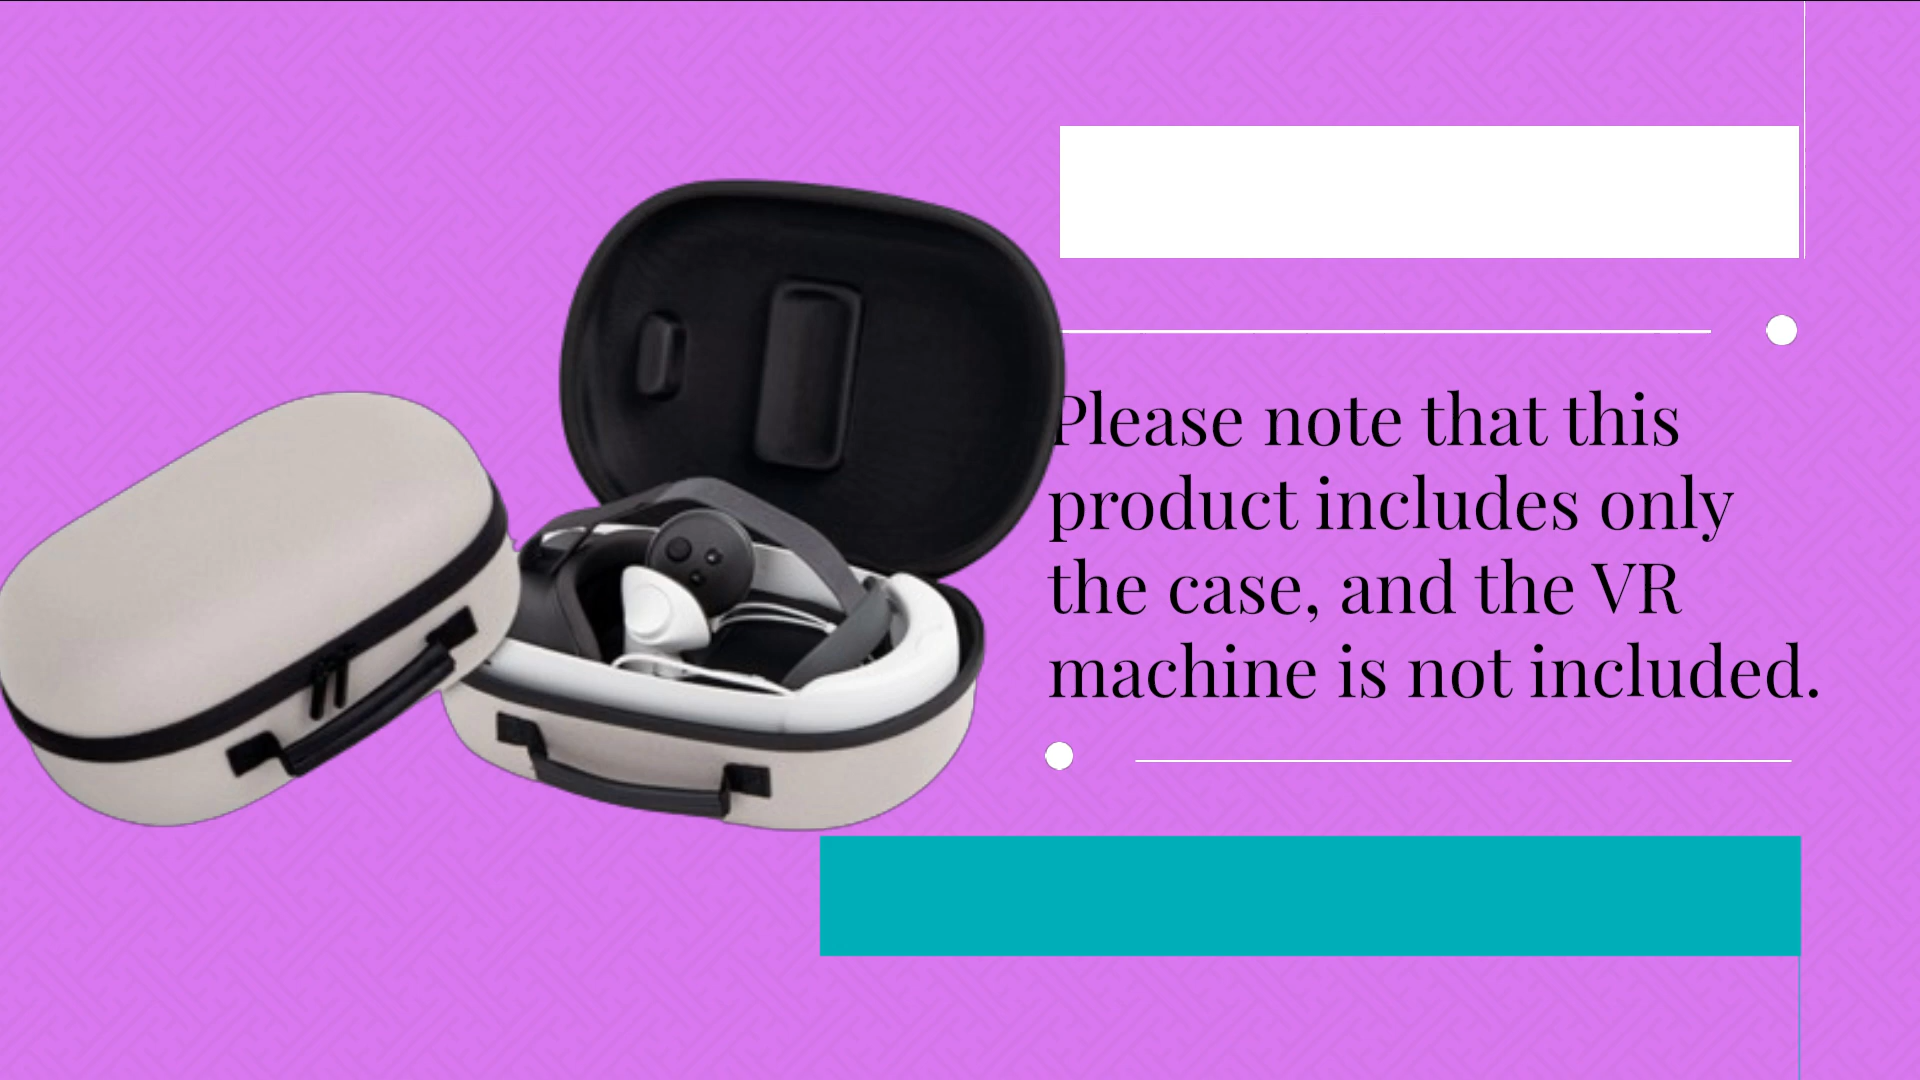 Please note that this
product includes only
the case, and the VR
machine is not included.